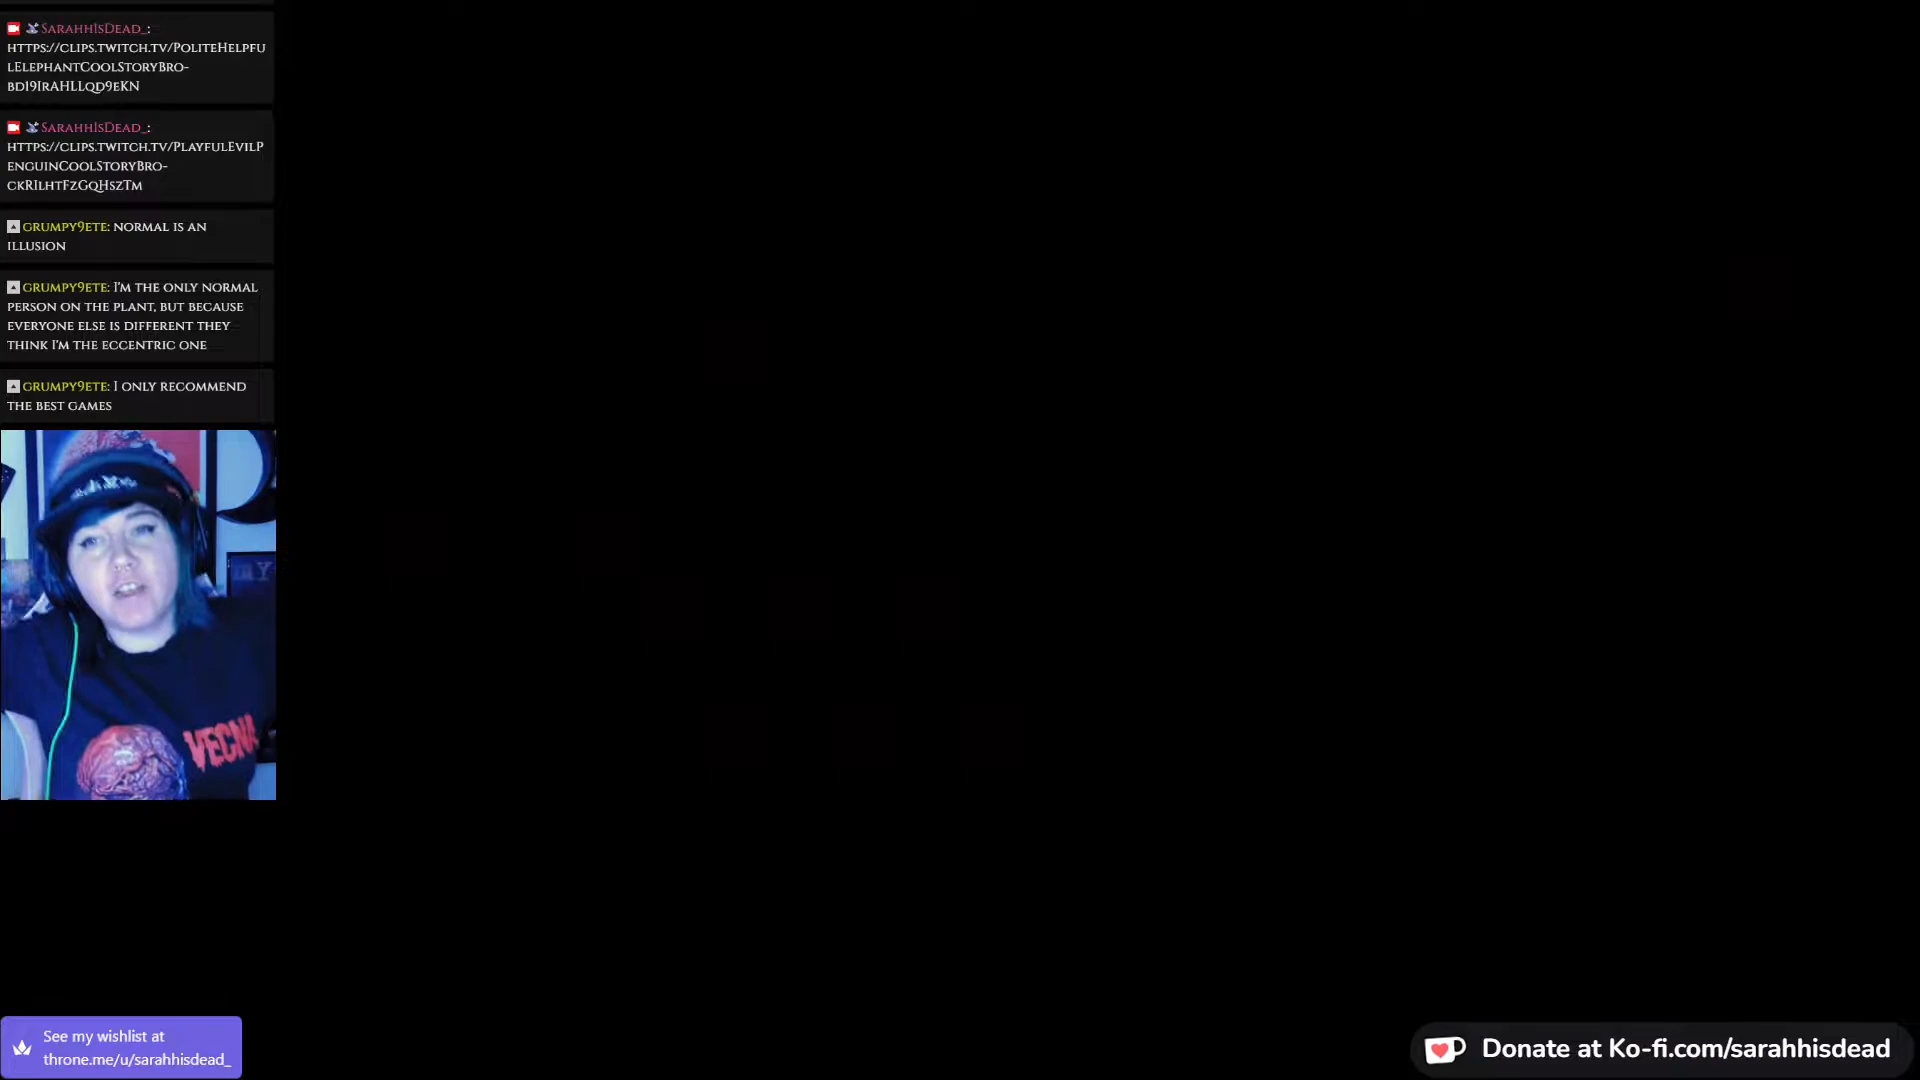 SarahhIsDead_:
https://clips.twitch.tv/PoliteHelpfu
lElephantCoolStoryBro-
bD19IrAHLLqd9eKN
SarahhIsDead_:
https://clips.twitch.tv/PlayfulEvilP
enguinCoolStoryBro-
ckRIlhtFzGqHszTm
grumpy9ete: normal is an
illusion
grumpy9ete: I'm the only normal
person on the plant, but because
everyone else is different they
think I'm the eccentric one
grumpy9ete: I only recommend
the best games
VECNA
See my wishlist at
throne.me/u/sarahhisdead_
Donate at Ko-fi.com/sarahhisdead